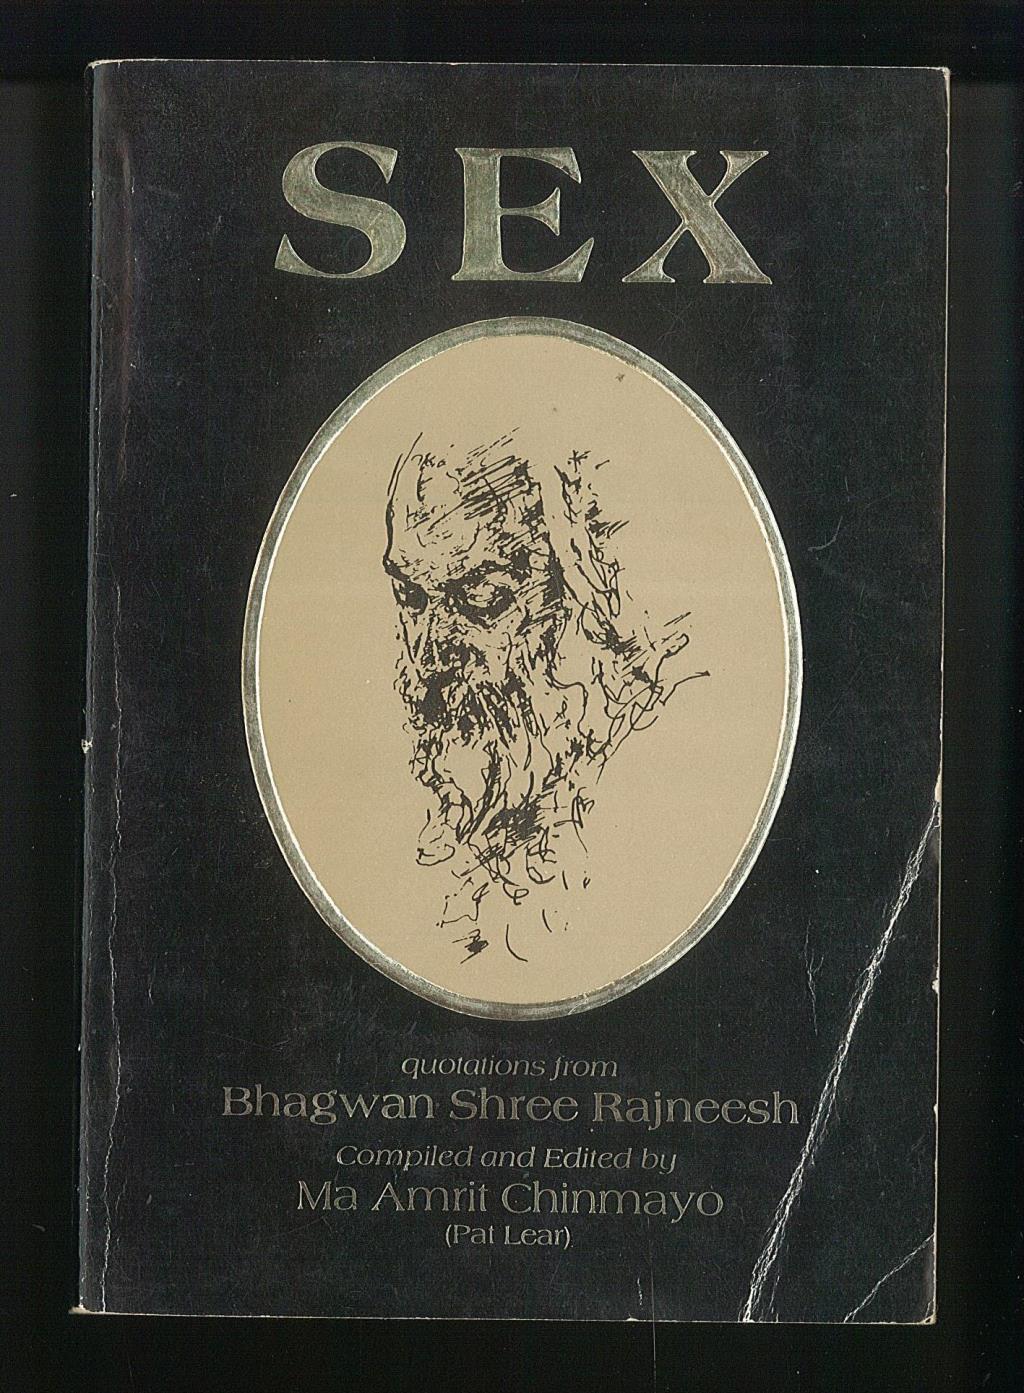 SEX
quotations from
Bhagwan Shree Rajneesh
Compiled and Edited by
Ma Amrit Chinmayo
(Pat Lear)